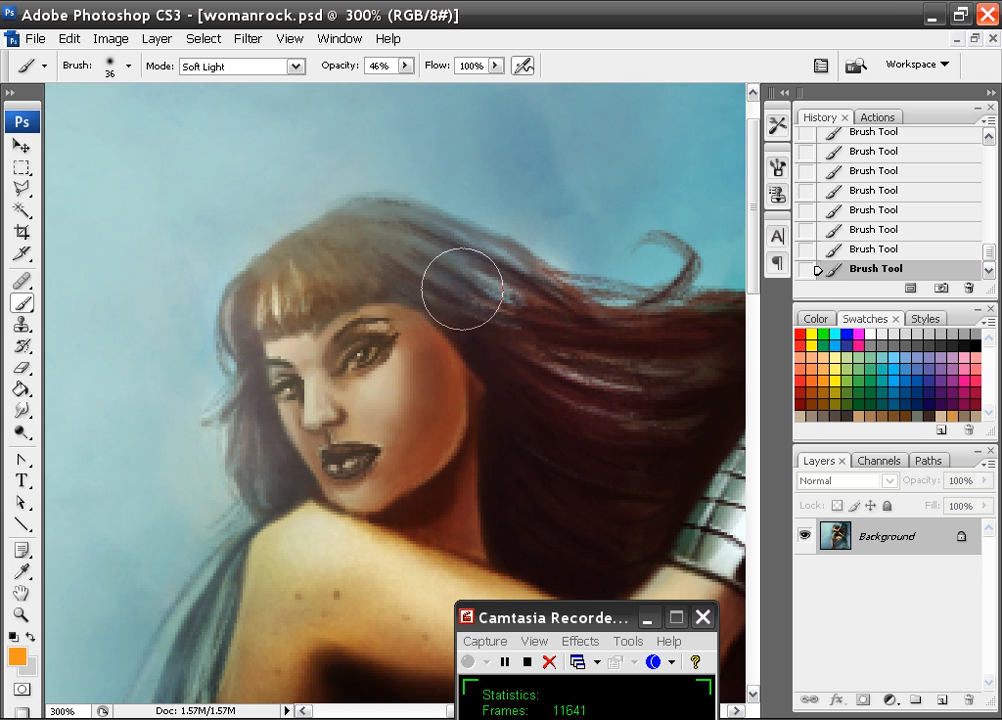 Ps Adobe Photoshop CS3 - [womanrock.psd @ 300% (RGB/8#)]
File Edit Image Layer Select Filter View Window Help
Brush: 36 Mode: Soft Light Opacity: 46% Flow: 100% Workspace
Ps
History Actions
Brush Tool
Brush Tool
Brush Tool
Brush Tool
Brush Tool
Brush Tool
Brush Tool
Brush Tool
Color Swatches Styles
Layers Channels Paths
Normal Opacity: 100%
Lock: Fill: 100%
Background
T
A
Camtasia Recorde...
Capture View Effects Tools Help
Statistics:
Frames: 11641
300% Doc: 1.57M/1.57M